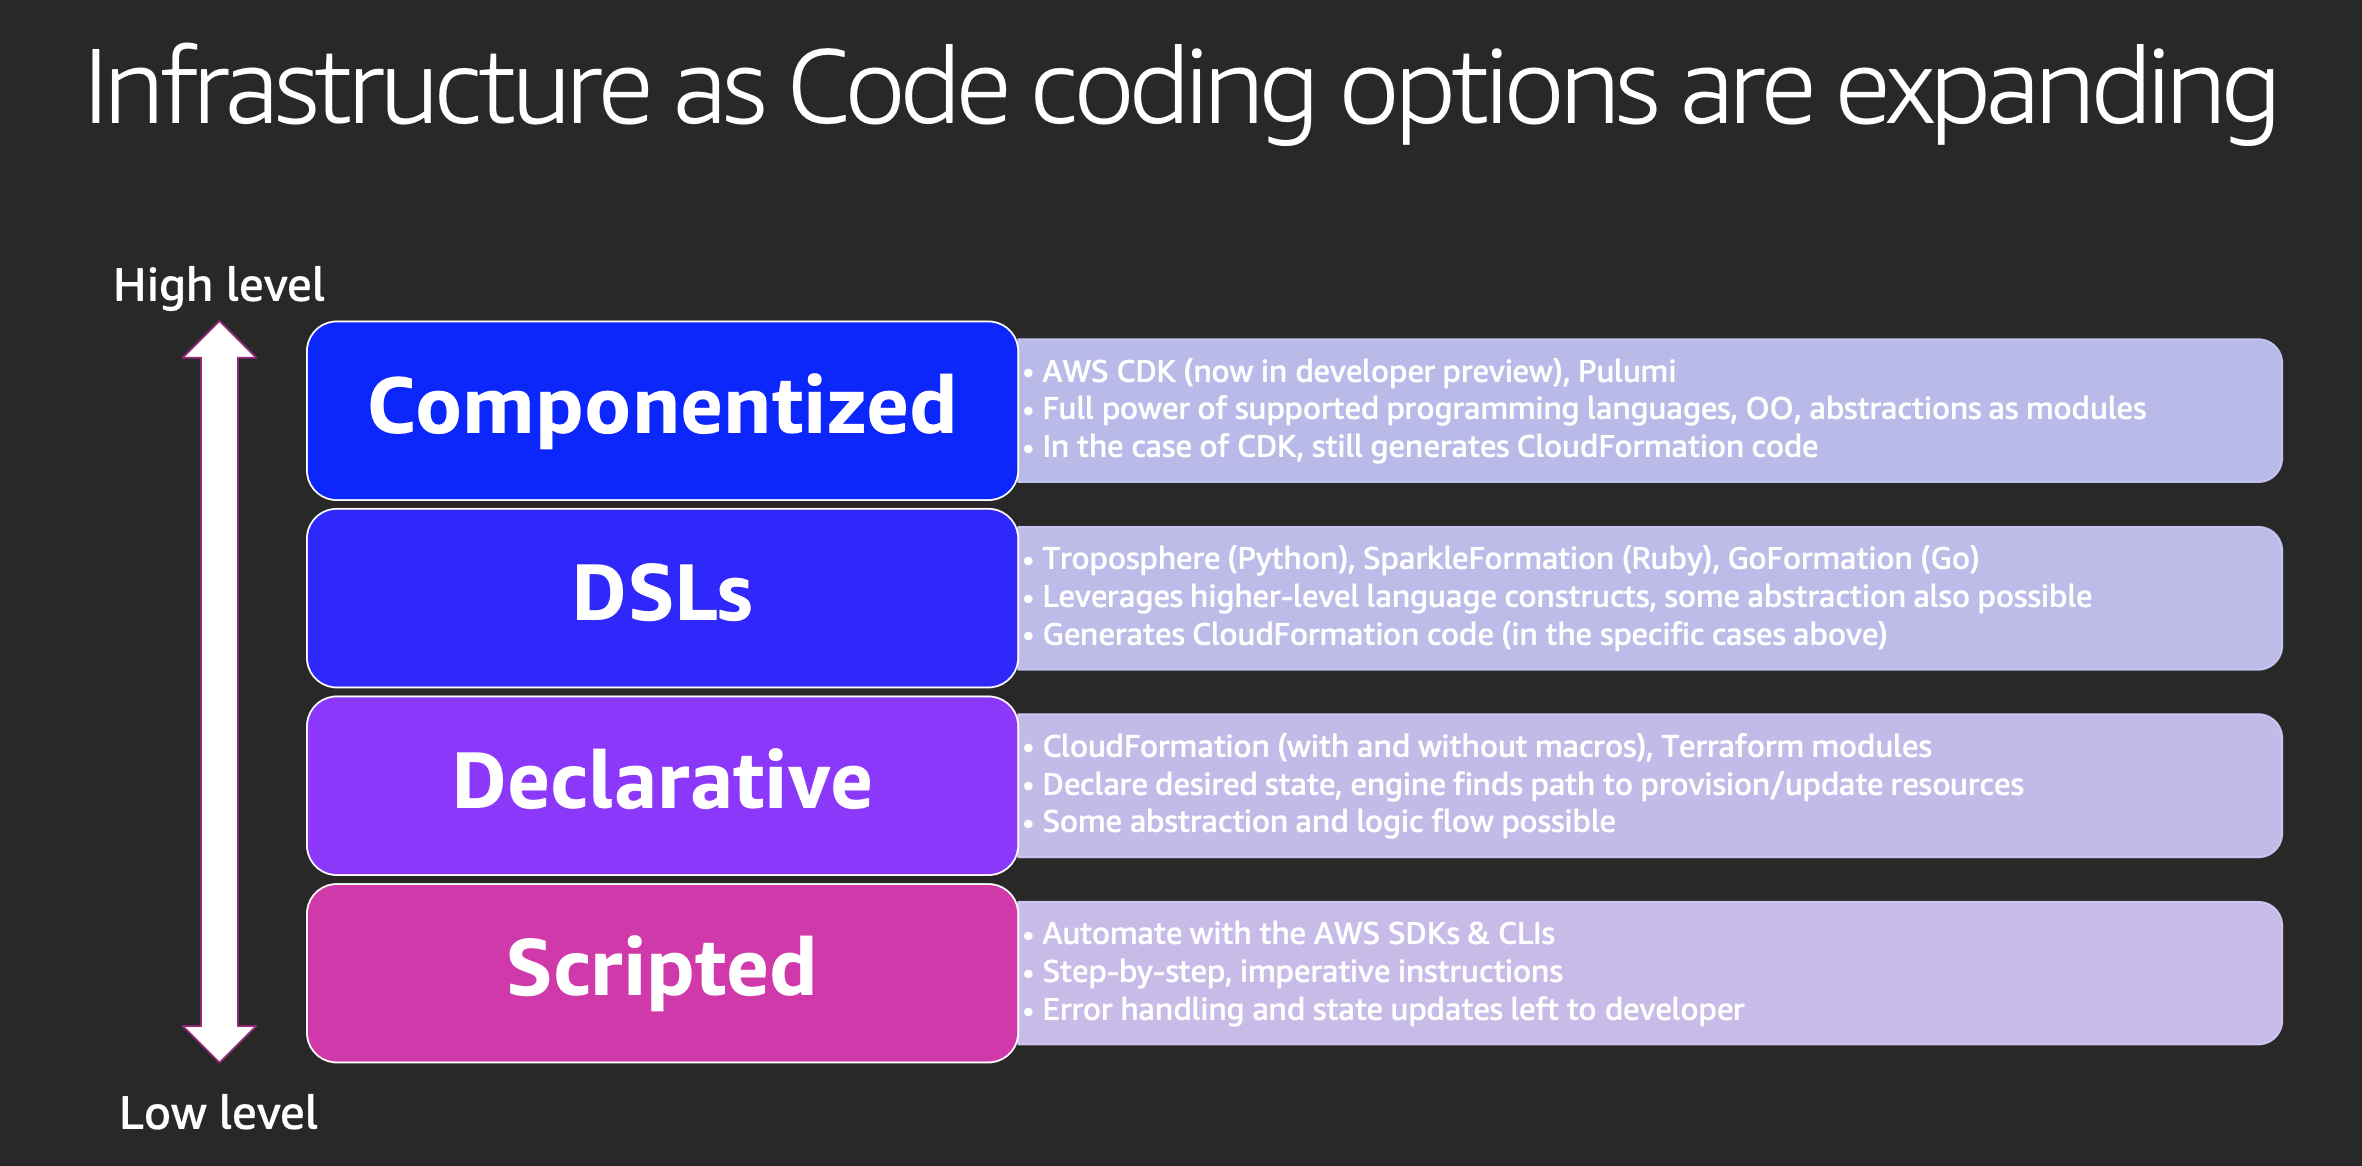 Infrastructure as Code coding options are expanding
High level
Componentized
• AWS CDK (now in developer preview), Pulumi
• Full power of supported programming languages, OO, abstractions as modules
• In the case of CDK, still generates CloudFormation code
DSLs
• Troposphere (Python), SparkleFormation (Ruby), GoFormation (Go)
• Leverages higher-level language constructs, some abstraction also possible
• Generates CloudFormation code (in the specific cases above)
Declarative
• CloudFormation (with and without macros), Terraform modules
• Declare desired state, engine finds path to provision/update resources
• Some abstraction and logic flow possible
Scripted
• Automate with the AWS SDKs & CLIs
• Step-by-step, imperative instructions
• Error handling and state updates left to developer
Low level